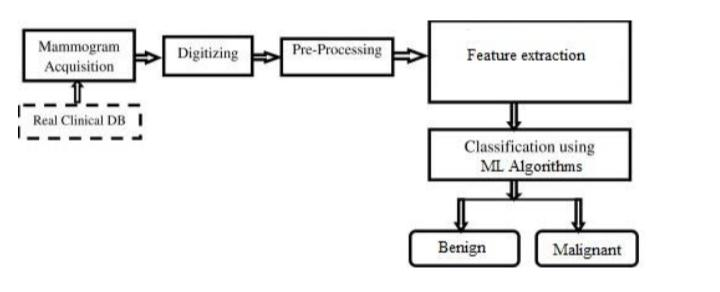 Mammogram
Acquisition
Digitizing
Pre-Processing
Feature extraction
Real Clinical DB
Classification using
ML Algorithms
Benign
Malignant